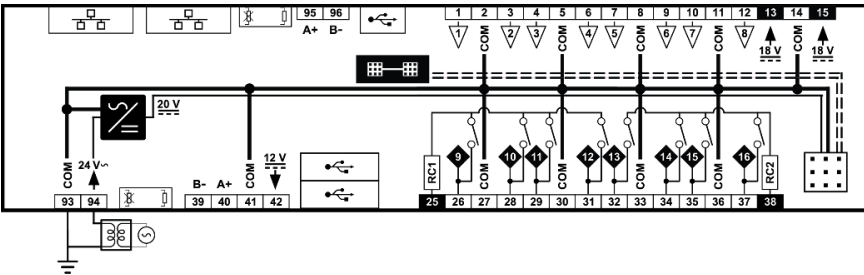 95 96 1 2 3 4 5 6 7 8 9 10 11 12 13 14 15
A+ B- 1 COM 2 3 COM 4 5 COM 6 7 COM 8 18 V COM 18 V
20 V
24 V~ 12 V
COM COM RC1 9 10 11 12 13 14 15 16 RC2
B- A+ COM COM COM COM
93 94 39 40 41 42 25 26 27 28 29 30 31 32 33 34 35 36 37 38